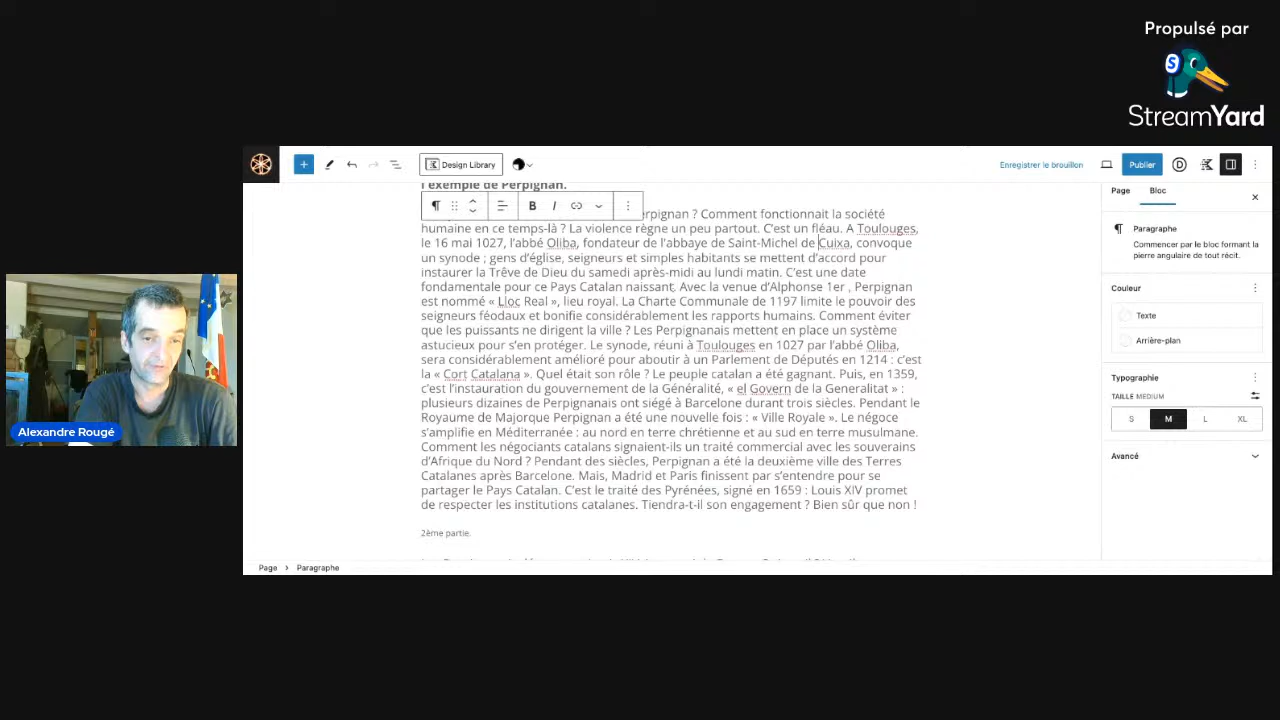 Propulsé par
StreamYard
Design Library
Enregistrer le brouillon
Publier
l'exemple de Perpignan.
Page
Bloc
B
I
erpignan ? Comment fonctionnait la société
humaine en ce temps-là ? La violence règne un peu partout. C'est un fléau. A Toulouges,
le 16 mai 1027, l'abbé Oliba, fondateur de l'abbaye de Saint-Michel de Cuixa, convoque
un synode ; gens d'église, seigneurs et simples habitants se mettent d'accord pour
instaurer la Trêve de Dieu du samedi après-midi au lundi matin. C'est une date
fondamentale pour ce Pays Catalan naissant. Avec la venue d'Alphonse 1er , Perpignan
est nommé « Lloc Real », lieu royal. La Charte Communale de 1197 limite le pouvoir des
seigneurs féodaux et bonifie considérablement les rapports humains. Comment éviter
que les puissants ne dirigent la ville ? Les Perpignanais mettent en place un système
astucieux pour s'en protéger. Le synode, réuni à Toulouges en 1027 par l'abbé Oliba,
sera considérablement amélioré pour aboutir à un Parlement de Députés en 1214 : c'est
la « Cort Catalana ». Quel était son rôle ? Le peuple catalan a été gagnant. Puis, en 1359,
c'est l'instauration du gouvernement de la Généralité, « el Govern de la Generalitat » :
plusieurs dizaines de Perpignanais ont siégé à Barcelone durant trois siècles. Pendant le
Royaume de Majorque Perpignan a été une nouvelle fois : « Ville Royale ». Le négoce
s'amplifie en Méditerranée : au nord en terre chrétienne et au sud en terre musulmane.
Comment les négociants catalans signaient-ils un traité commercial avec les souverains
d'Afrique du Nord ? Pendant des siècles, Perpignan a été la deuxième ville des Terres
Catalanes après Barcelone. Mais, Madrid et Paris finissent par s'entendre pour se
partager le Pays Catalan. C'est le traité des Pyrénées, signé en 1659 : Louis XIV promet
de respecter les institutions catalanes. Tiendra-t-il son engagement ? Bien sûr que non !
2ème partie.
Paragraphe
Commencer par le bloc formant la
pierre angulaire de tout récit.
Couleur
Texte
Arrière-plan
Typographie
TAILLE MEDIUM
S M L XL
Avancé
Page › Paragraphe
Alexandre Rougé